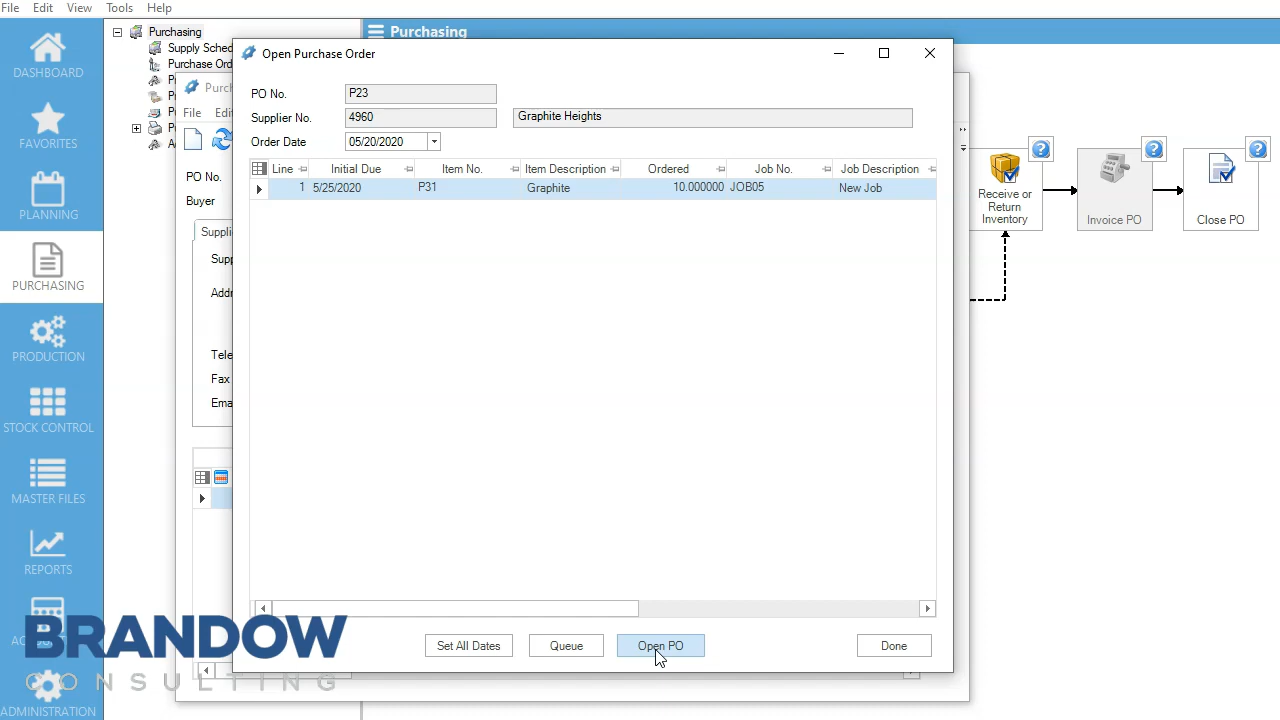 File Edit View Tools Help
DASHBOARD
FAVORITES
PLANNING
PURCHASING
PRODUCTION
STOCK CONTROL
MASTER FILES
REPORTS
ADMINISTRATION
Purchasing
Supply Sched
Purchase Ord
Purchasing
Purch
File Edi
PO No.
Buyer
Suppli
Supp
Addr
Tele
Fax
Ema
Open Purchase Order
PO No. P23
Supplier No. 4960 Graphite Heights
Order Date 05/20/2020
Line Initial Due Item No. Item Description Ordered Job No. Job Description
1 5/25/2020 P31 Graphite 10.000000 JOB05 New Job
Set All Dates Queue Open PO Done
Receive or
Return
Inventory
Invoice PO
Close PO
BRANDOW
CONSULTING